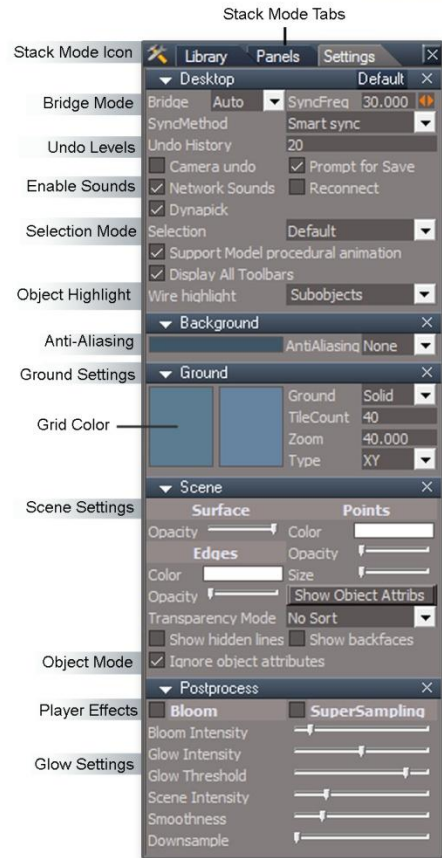 Stack Mode Tabs
Stack Mode Icon Library Panels Settings
Desktop Default
Bridge Mode Bridge Auto SyncFreq 30.000
SyncMethod Smart sync
Undo Levels Undo History 20
Camera undo Prompt for Save
Enable Sounds Network Sounds Reconnect
Dynapick
Selection Mode Selection Default
Support Model procedural animation
Display All Toolbars
Object Highlight Wire highlight Subobjects
Background
Anti-Aliasing AntiAliasing None
Ground Settings Ground
Ground Solid
Grid Color TileCount 40
Zoom 40.000
Type XY
Scene
Scene Settings Surface Points
Opacity Color
Edges Opacity
Color Size
Opacity Show Object Attribs
Transparency Mode No Sort
Show hidden lines Show backfaces
Object Mode Ignore object attributes
Postprocess
Player Effects Bloom SuperSampling
Bloom Intensity
Glow Intensity
Glow Settings Glow Threshold
Scene Intensity
Smoothness
Downsample